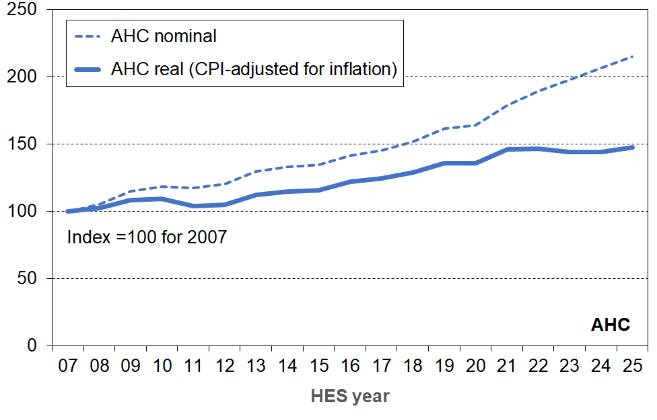 250
AHC nominal
AHC real (CPI-adjusted for inflation)
200
150
100
Index =100 for 2007
50
AHC
0
07 08 09 10 11 12 13 14 15 16 17 18 19 20 21 22 23 24 25
HES year